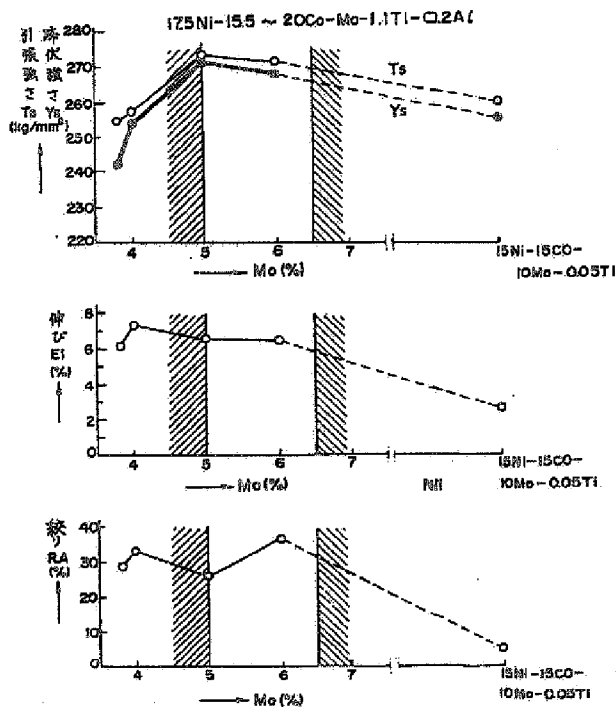 17.5Ni-15.5~20Co-Mo-1.1Ti-0.2Al
引張強さ Ts
降伏強さ Ys
(kg/mm²)
280
270
260
250
240
230
220
Ts
Ys
4 5 6 7
Mo(%)
15Ni-15CO-
10Mo-0.05Ti
伸び
El
(%)
8
6
4
2
0
4 5 6 7
Mo(%)
15Ni-15CO-
10Mo-0.05Ti
絞り
RA
(%)
40
30
20
10
0
4 5 6 7
Mo(%)
15Ni-15CO-
10Mo-0.05Ti